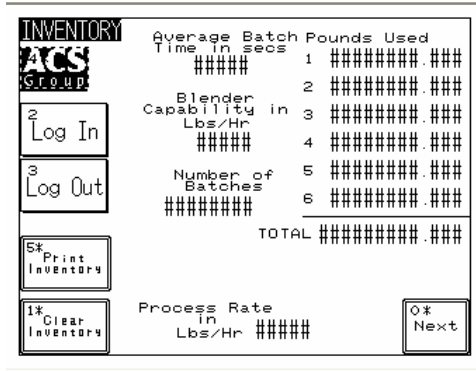 INVENTORY
ACS
Group
2
Log In
3
Log Out
5*
Print
Inventory
1*
Clear
Inventory
Average Batch
Time in secs
#####
Blender
Capability in
Lbs/Hr
#####
Number of
Batches
########
Process Rate
in
Lbs/Hr #####
Pounds Used
1 ########.###
2 ########.###
3 ########.###
4 ########.###
5 ########.###
6 ########.###
TOTAL #########.###
0*
Next